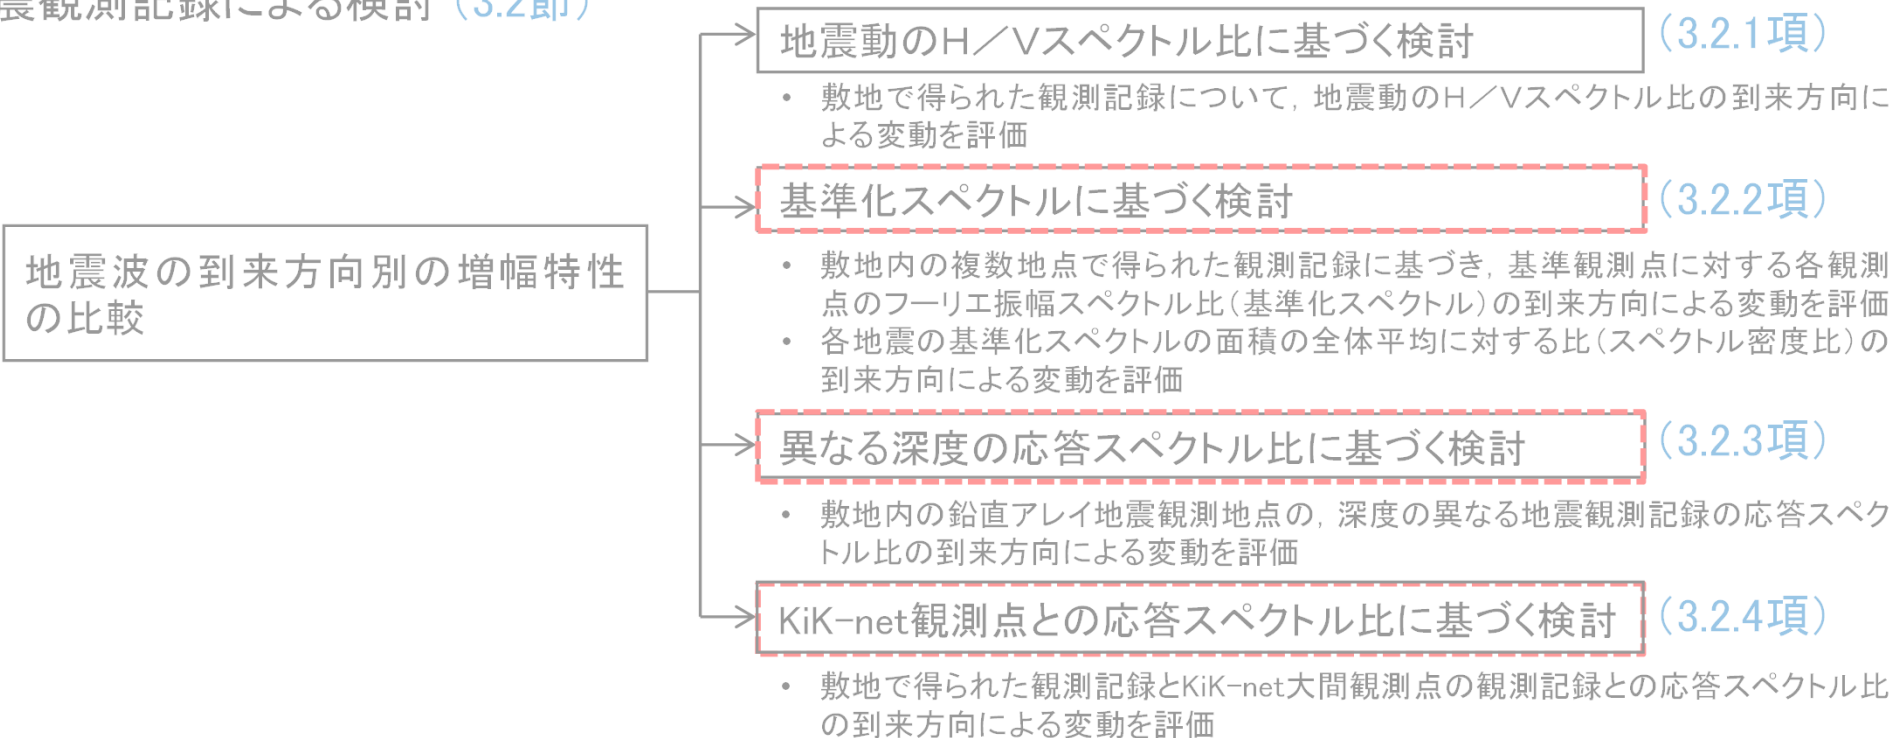 震観測記録による検討（3.2節）
地震動のＨ／Ｖスペクトル比に基づく検討
（3.2.1項）
• 敷地で得られた観測記録について，地震動のＨ／Ｖスペクトル比の到来方向に
よる変動を評価
基準化スペクトルに基づく検討
（3.2.2項）
• 敷地内の複数地点で得られた観測記録に基づき，基準観測点に対する各観測
点のフーリエ振幅スペクトル比（基準化スペクトル）の到来方向による変動を評価
• 各地震の基準化スペクトルの面積の全体平均に対する比（スペクトル密度比）の
到来方向による変動を評価
地震波の到来方向別の増幅特性
の比較
異なる深度の応答スペクトル比に基づく検討
（3.2.3項）
• 敷地内の鉛直アレイ地震観測地点の，深度の異なる地震観測記録の応答スペク
トル比の到来方向による変動を評価
KiK-net観測点との応答スペクトル比に基づく検討
（3.2.4項）
• 敷地で得られた観測記録とKiK-net大間観測点の観測記録との応答スペクトル比
の到来方向による変動を評価